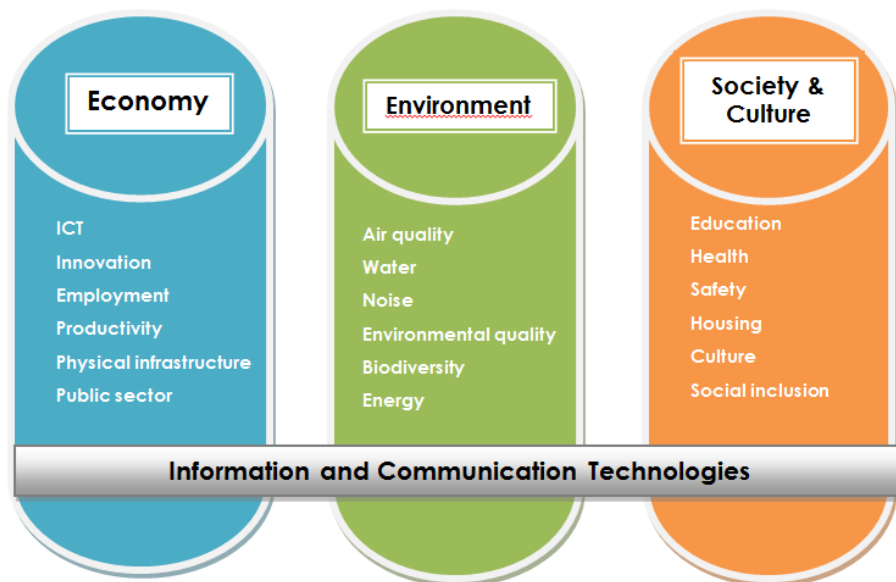 Economy
ICT
Innovation
Employment
Productivity
Physical infrastructure
Public sector
Environment
Air quality
Water
Noise
Environmental quality
Biodiversity
Energy
Society &
Culture
Education
Health
Safety
Housing
Culture
Social inclusion
Information and Communication Technologies